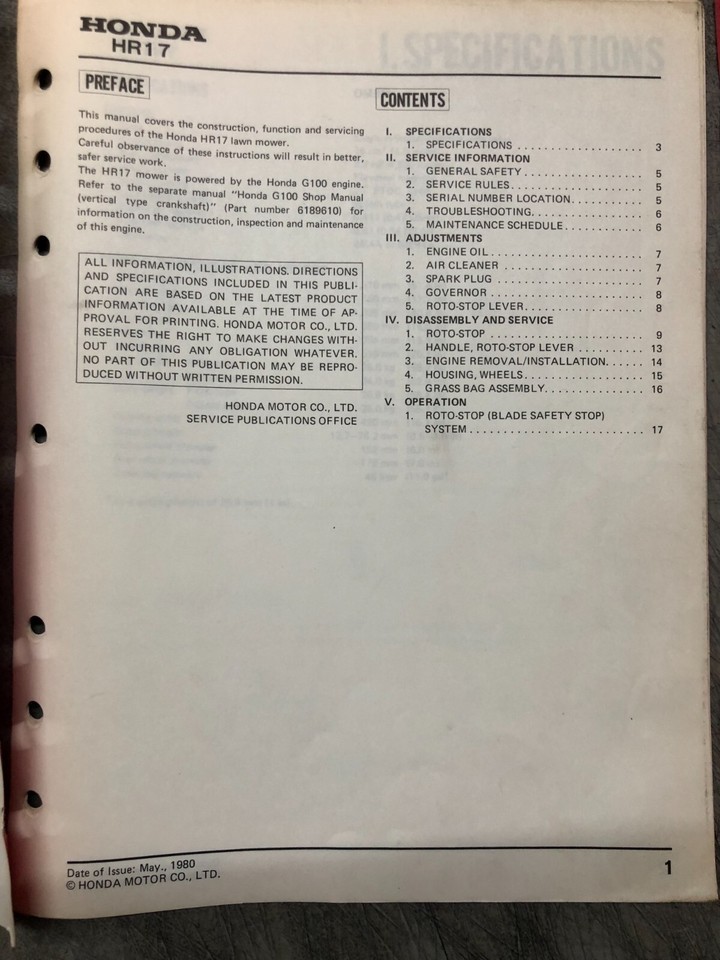 HONDA
HR17
PREFACE
This manual covers the construction, function and servicing
procedures of the Honda HR17 lawn mower.
Careful observance of these instructions will result in better,
safer service work.
The HR17 mower is powered by the Honda G100 engine.
Refer to the separate manual "Honda G100 Shop Manual
(vertical type crankshaft)" (Part number 6189610) for
information on the construction, inspection and maintenance
of this engine.
ALL INFORMATION, ILLUSTRATIONS. DIRECTIONS
AND SPECIFICATIONS INCLUDED IN THIS PUBLI-
CATION ARE BASED ON THE LATEST PRODUCT
INFORMATION AVAILABLE AT THE TIME OF AP-
PROVAL FOR PRINTING. HONDA MOTOR CO., LTD.
RESERVES THE RIGHT TO MAKE CHANGES WITH-
OUT INCURRING ANY OBLIGATION WHATEVER.
NO PART OF THIS PUBLICATION MAY BE REPRO-
DUCED WITHOUT WRITTEN PERMISSION.
HONDA MOTOR CO., LTD.
SERVICE PUBLICATIONS OFFICE
CONTENTS
I. SPECIFICATIONS
1. SPECIFICATIONS . . . . . . . . . . . . . . . . . . . 3
II. SERVICE INFORMATION
1. GENERAL SAFETY . . . . . . . . . . . . . . . . . . 5
2. SERVICE RULES. . . . . . . . . . . . . . . . . . . . 5
3. SERIAL NUMBER LOCATION. . . . . . . . . . . 5
4. TROUBLESHOOTING. . . . . . . . . . . . . . . . . 6
5. MAINTENANCE SCHEDULE. . . . . . . . . . . . 6
III. ADJUSTMENTS
1. ENGINE OIL. . . . . . . . . . . . . . . . . . . . . . . 7
2. AIR CLEANER . . . . . . . . . . . . . . . . . . . . . 7
3. SPARK PLUG . . . . . . . . . . . . . . . . . . . . . . 7
4. GOVERNOR . . . . . . . . . . . . . . . . . . . . . . . 8
5. ROTO-STOP LEVER. . . . . . . . . . . . . . . . . . 8
IV. DISASSEMBLY AND SERVICE
1. ROTO-STOP . . . . . . . . . . . . . . . . . . . . . . . 9
2. HANDLE, ROTO-STOP LEVER . . . . . . . . . . 13
3. ENGINE REMOVAL/INSTALLATION. . . . . . 14
4. HOUSING, WHEELS. . . . . . . . . . . . . . . . . . 15
5. GRASS BAG ASSEMBLY. . . . . . . . . . . . . . . 16
V. OPERATION
1. ROTO-STOP (BLADE SAFETY STOP)
SYSTEM . . . . . . . . . . . . . . . . . . . . . . . . . . 17
Date of Issue: May., 1980
© HONDA MOTOR CO., LTD.
1
I. SPECIFICATIONS